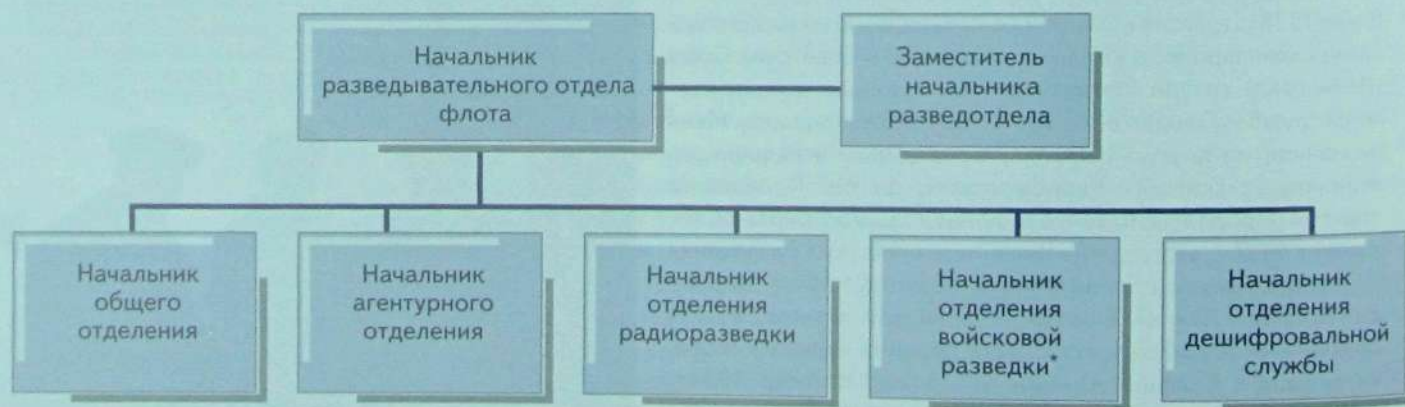 Начальник
разведывательного отдела
флота
Заместитель
начальника
разведотдела
Начальник
общего
отделения
Начальник
агентурного
отделения
Начальник
отделения
радиоразведки
Начальник
отделения
войсковой
разведки*
Начальник
отделения
дешифровальной
службы